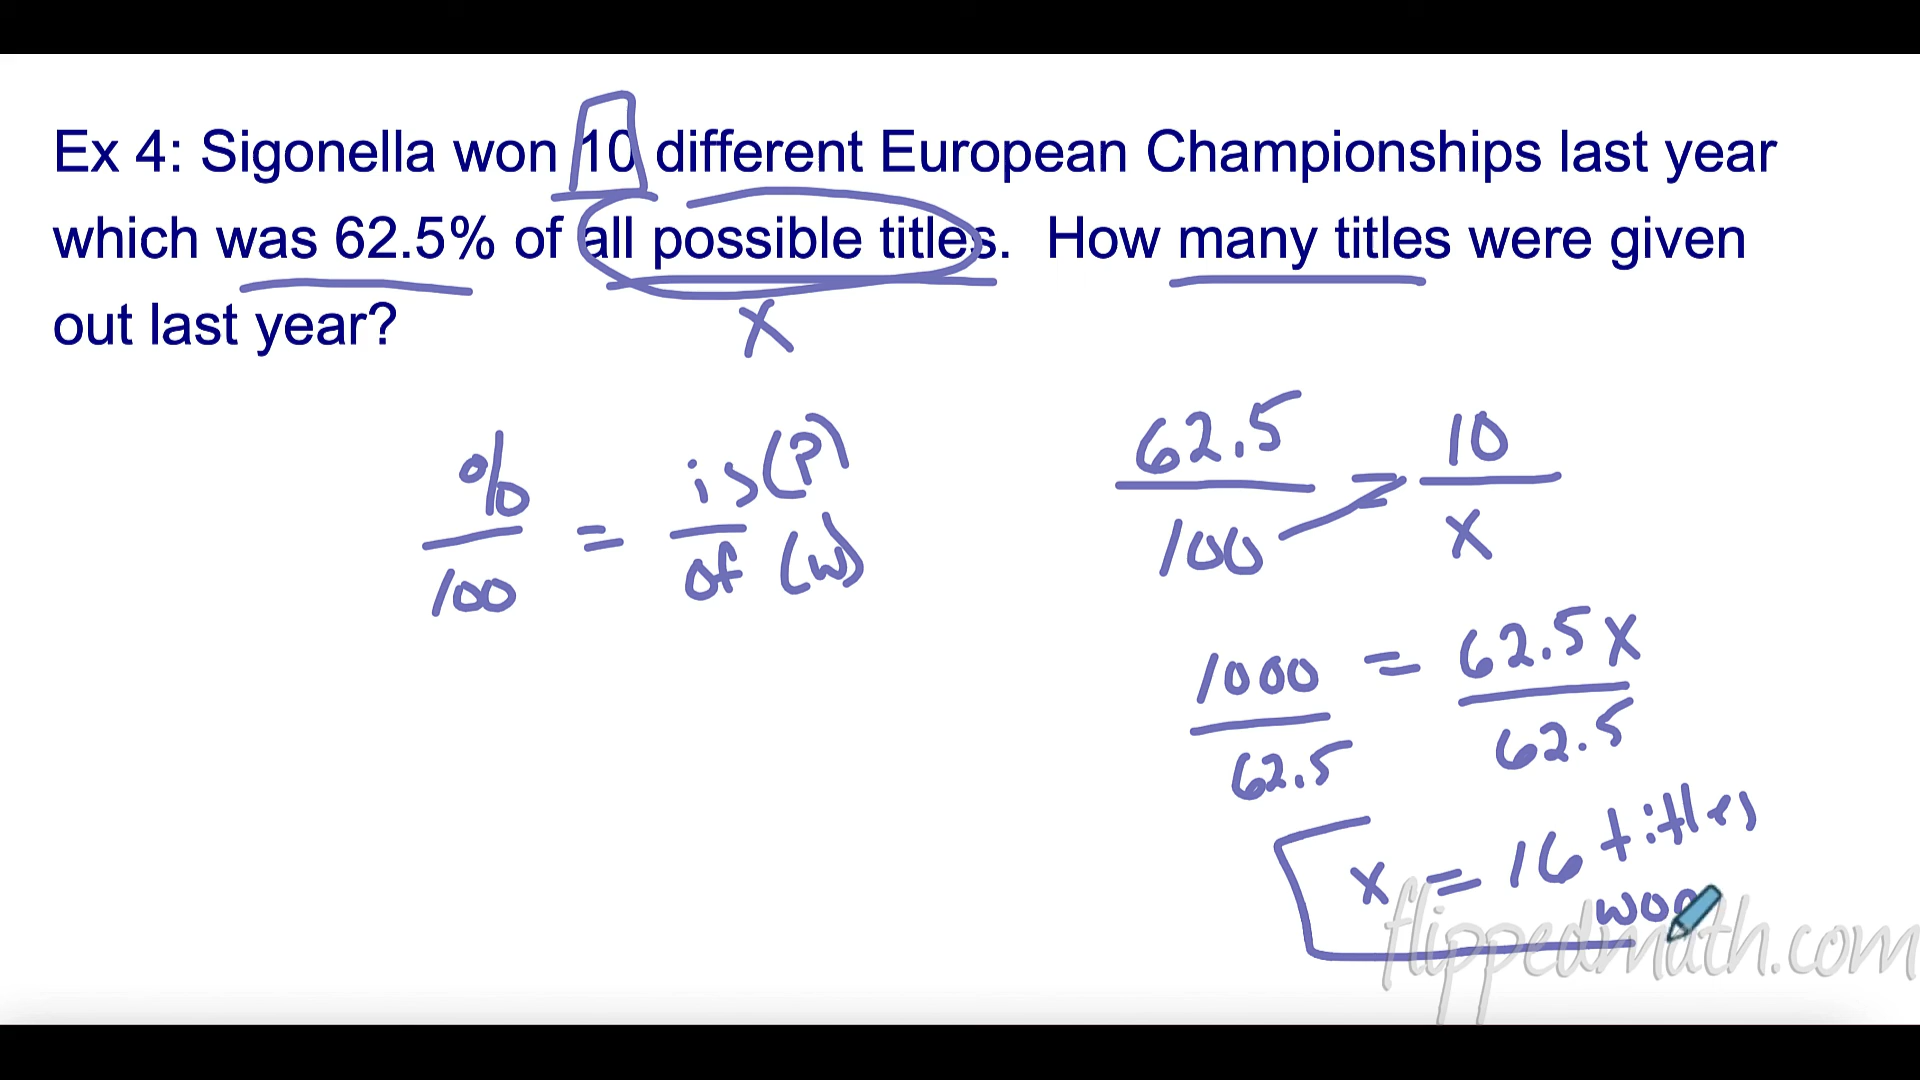 Ex 4: Sigonella won 10 different European Championships last year
which was 62.5% of all possible titles. How many titles were given
out last year?
x
% / 100 = is (P) / of (W)
62.5 / 100 = 10 / x
1000 / 62.5 = 62.5x / 62.5
x = 16 titles
won
flippedmath.com